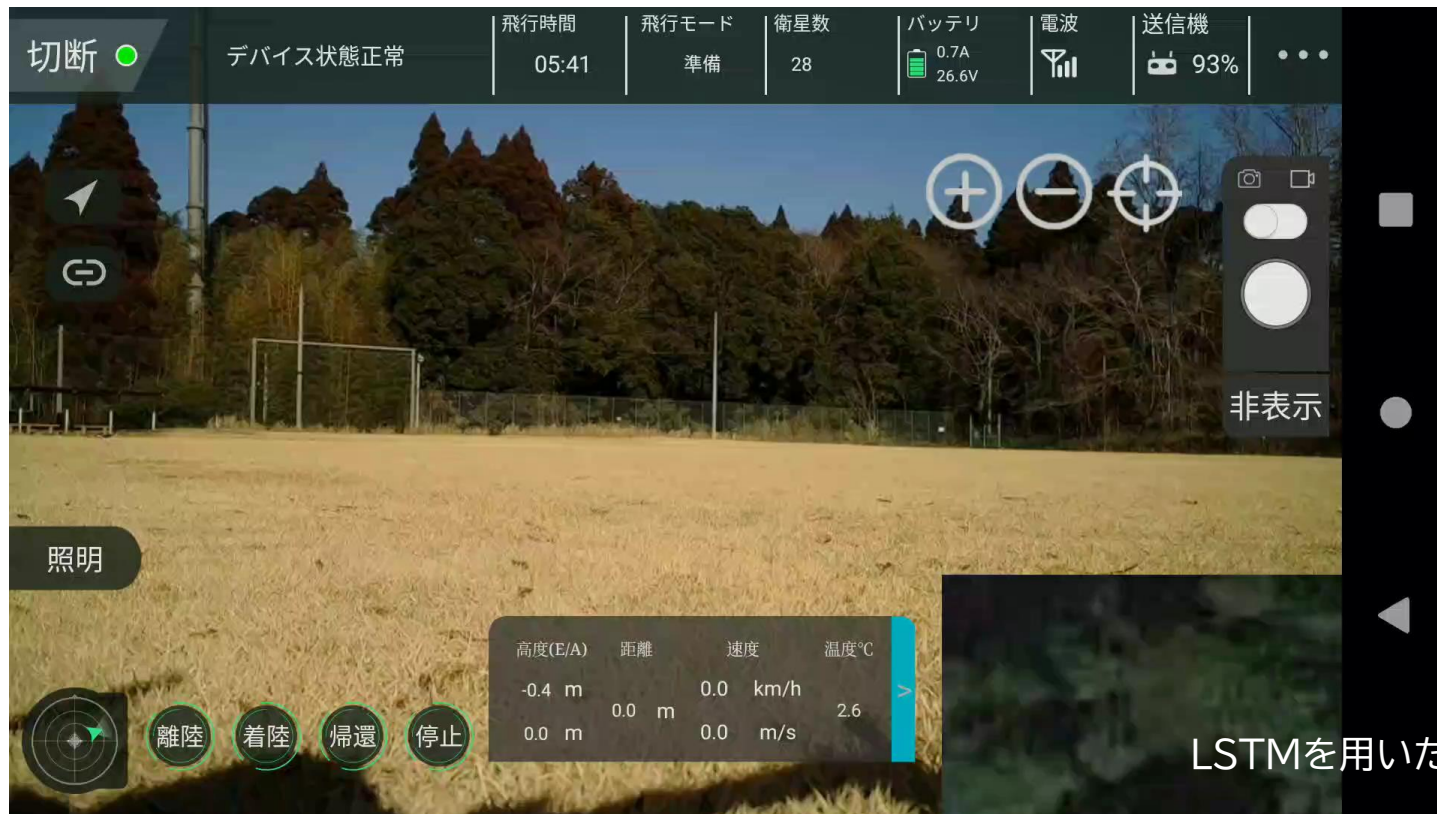 切断
デバイス状態正常
飛行時間
05:41
飛行モード
準備
衛星数
28
バッテリ
0.7A
26.6V
電波
送信機
93%
非表示
照明
高度(E/A)
距離
速度
温度℃
-0.4 m
0.0 m
0.0 m
0.0 km/h
0.0 m/s
2.6
>
離陸
着陸
帰還
停止
LSTMを用いた